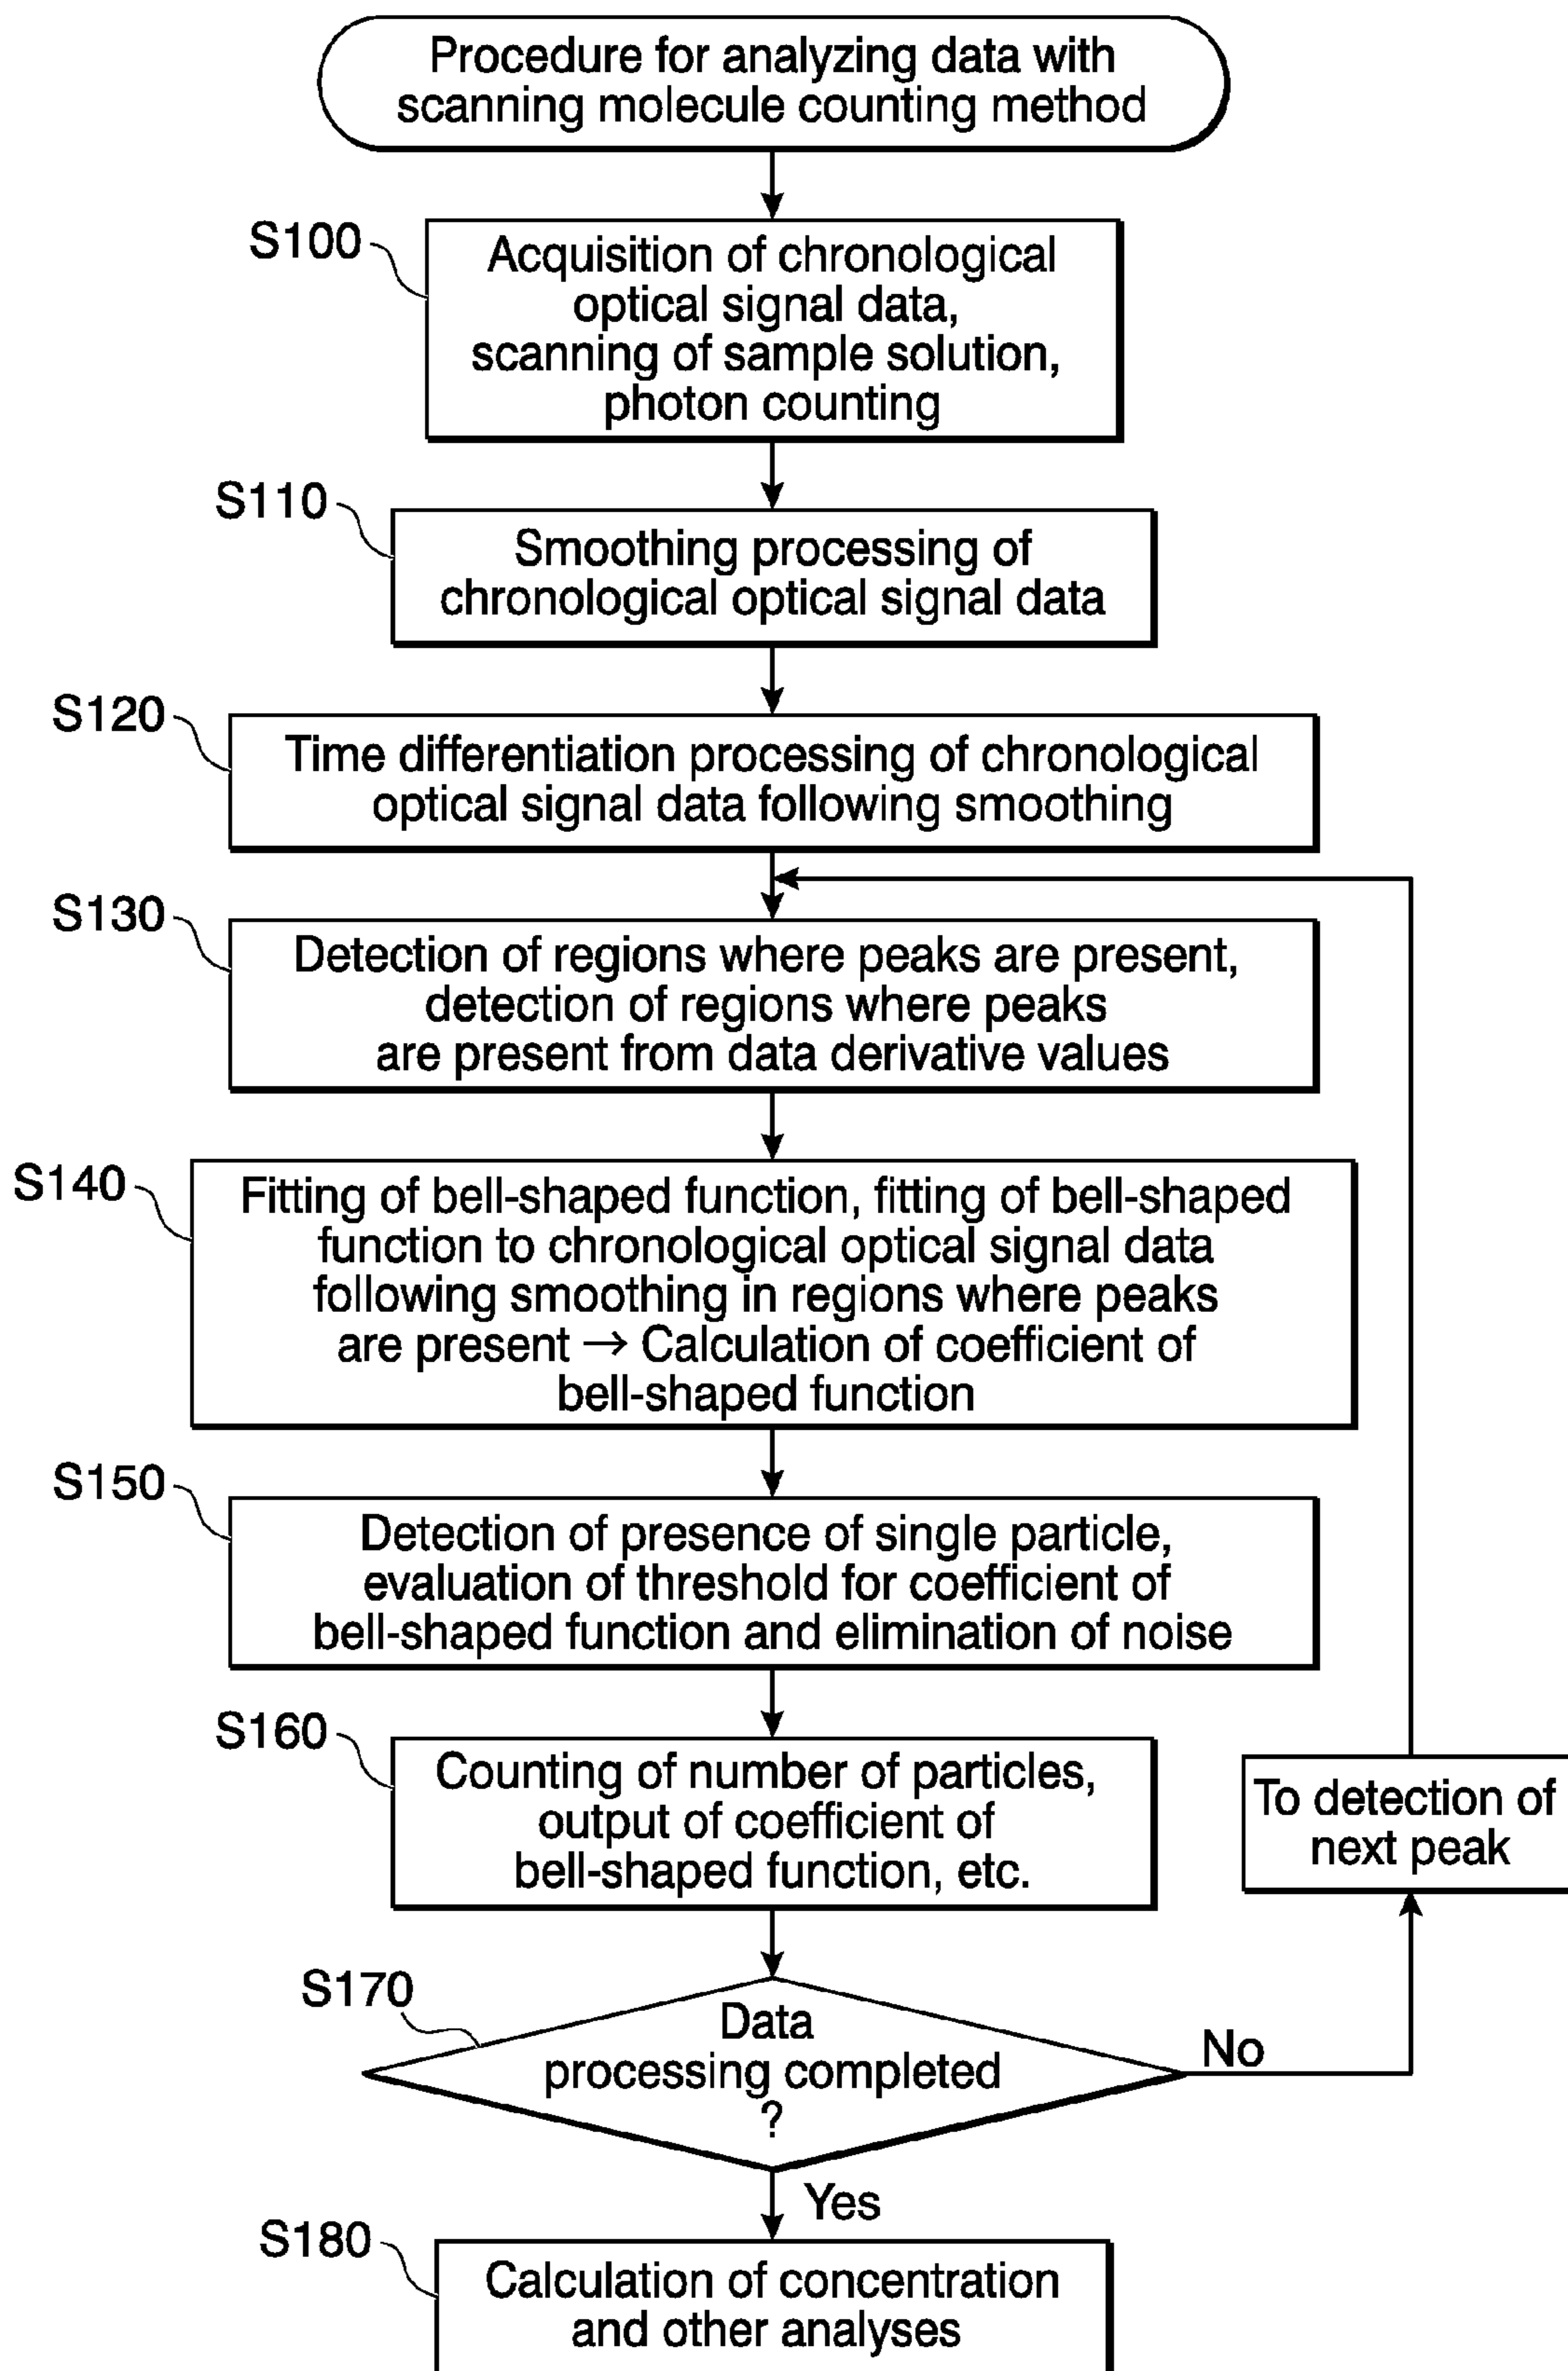 Procedure for analyzing data with
scanning molecule counting method
S100
Acquisition of chronological
optical signal data,
scanning of sample solution,
photon counting
S110
Smoothing processing of
chronological optical signal data
S120
Time differentiation processing of chronological
optical signal data following smoothing
S130
Detection of regions where peaks are present,
detection of regions where peaks
are present from data derivative values
S140
Fitting of bell-shaped function, fitting of bell-shaped
function to chronological optical signal data
following smoothing in regions where peaks
are present → Calculation of coefficient of
bell-shaped function
S150
Detection of presence of single particle,
evaluation of threshold for coefficient of
bell-shaped function and elimination of noise
S160
Counting of number of particles,
output of coefficient of
bell-shaped function, etc.
To detection of
next peak
S170
Data
processing completed
?
No
Yes
S180
Calculation of concentration
and other analyses